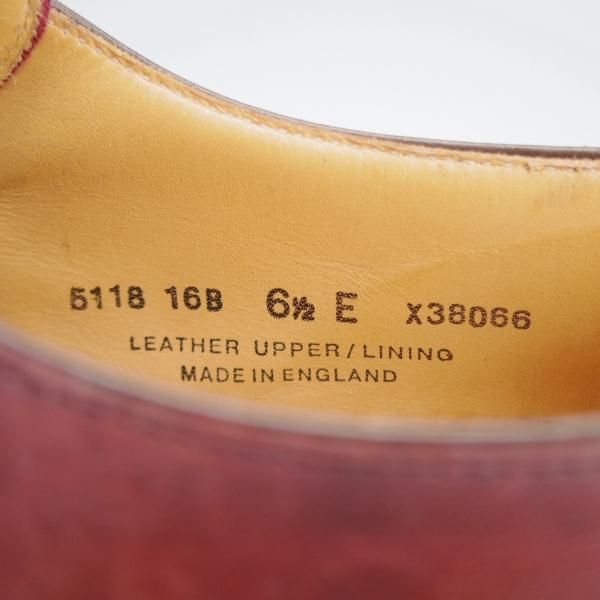 5118 16B 6½ E X38066
LEATHER UPPER/LINING
MADE IN ENGLAND